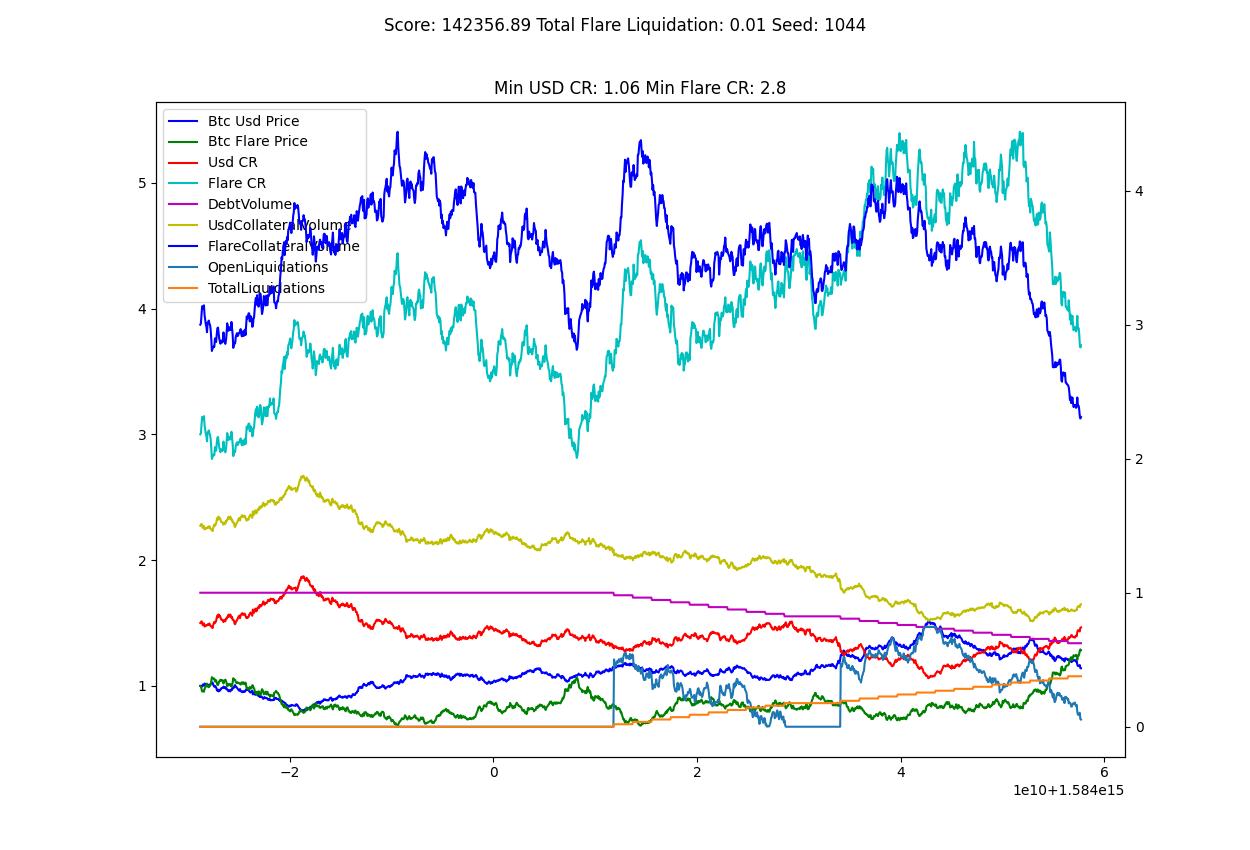 Score: 142356.89 Total Flare Liquidation: 0.01 Seed: 1044
Min USD CR: 1.06 Min Flare CR: 2.8
Btc Usd Price
Btc Flare Price
Usd CR
Flare CR
DebtVolume
UsdCollateralVolume
FlareCollateralVolume
OpenLiquidations
TotalLiquidations
5
4
3
2
1
4
3
2
1
0
−2
0
2
4
6
1e10+1.584e15